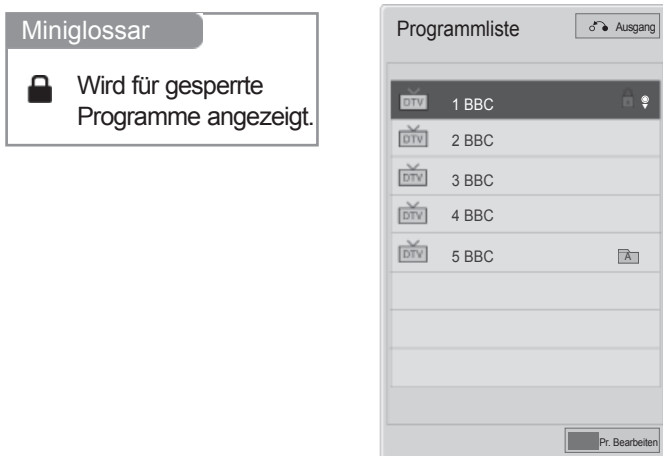 Miniglossar
Wird für gesperrte
Programme angezeigt.
Programmliste
Ausgang
DTV 1 BBC
DTV 2 BBC
DTV 3 BBC
DTV 4 BBC
DTV 5 BBC A
Pr. Bearbeiten